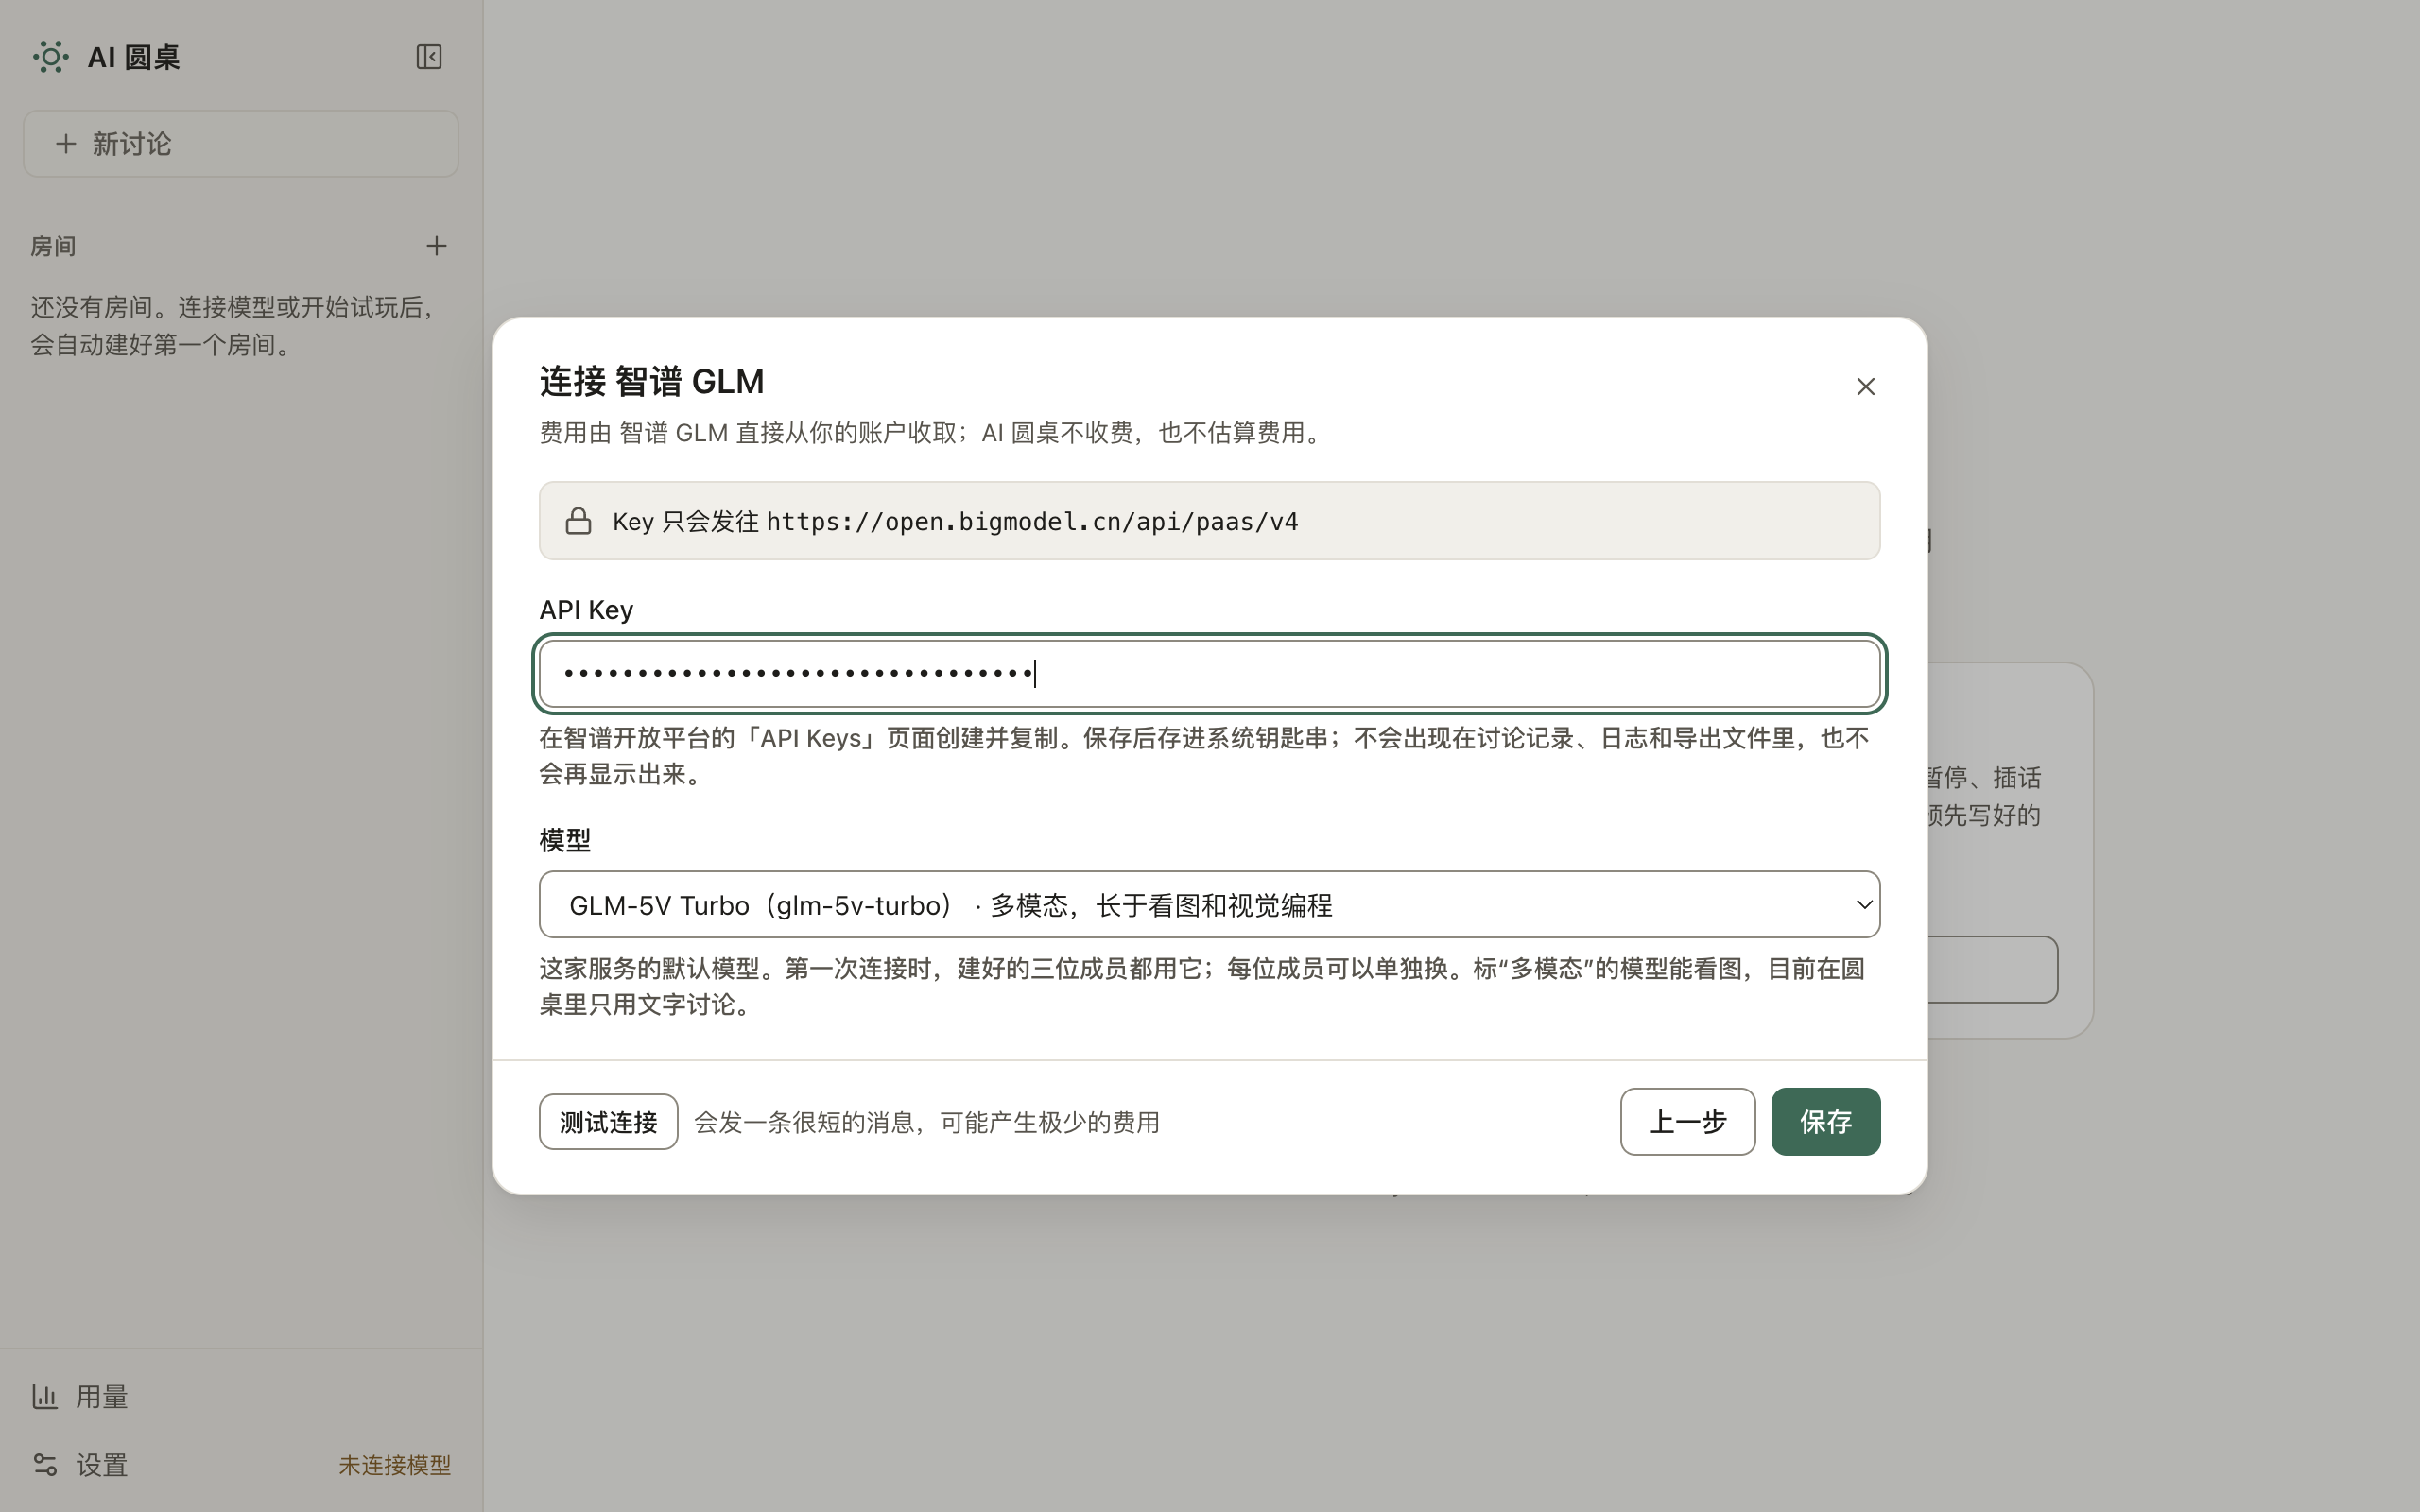 AI 圆桌
新讨论
房间
还没有房间。连接模型或开始试玩后，
会自动建好第一个房间。
连接 智谱 GLM
费用由 智谱 GLM 直接从你的账户收取；AI 圆桌不收费，也不估算费用。
Key 只会发往 https://open.bigmodel.cn/api/paas/v4
API Key
••••••••••••••••••••••••••••••••
在智谱开放平台的「API Keys」页面创建并复制。保存后存进系统钥匙串；不会出现在讨论记录、日志和导出文件里，也不
会再显示出来。
模型
GLM-5V Turbo（glm-5v-turbo） · 多模态，长于看图和视觉编程
这家服务的默认模型。第一次连接时，建好的三位成员都用它；每位成员可以单独换。标“多模态”的模型能看图，目前在圆
桌里只用文字讨论。
测试连接 会发一条很短的消息，可能产生极少的费用
上一步 保存
暂停、插话
预先写好的
用量
设置 未连接模型